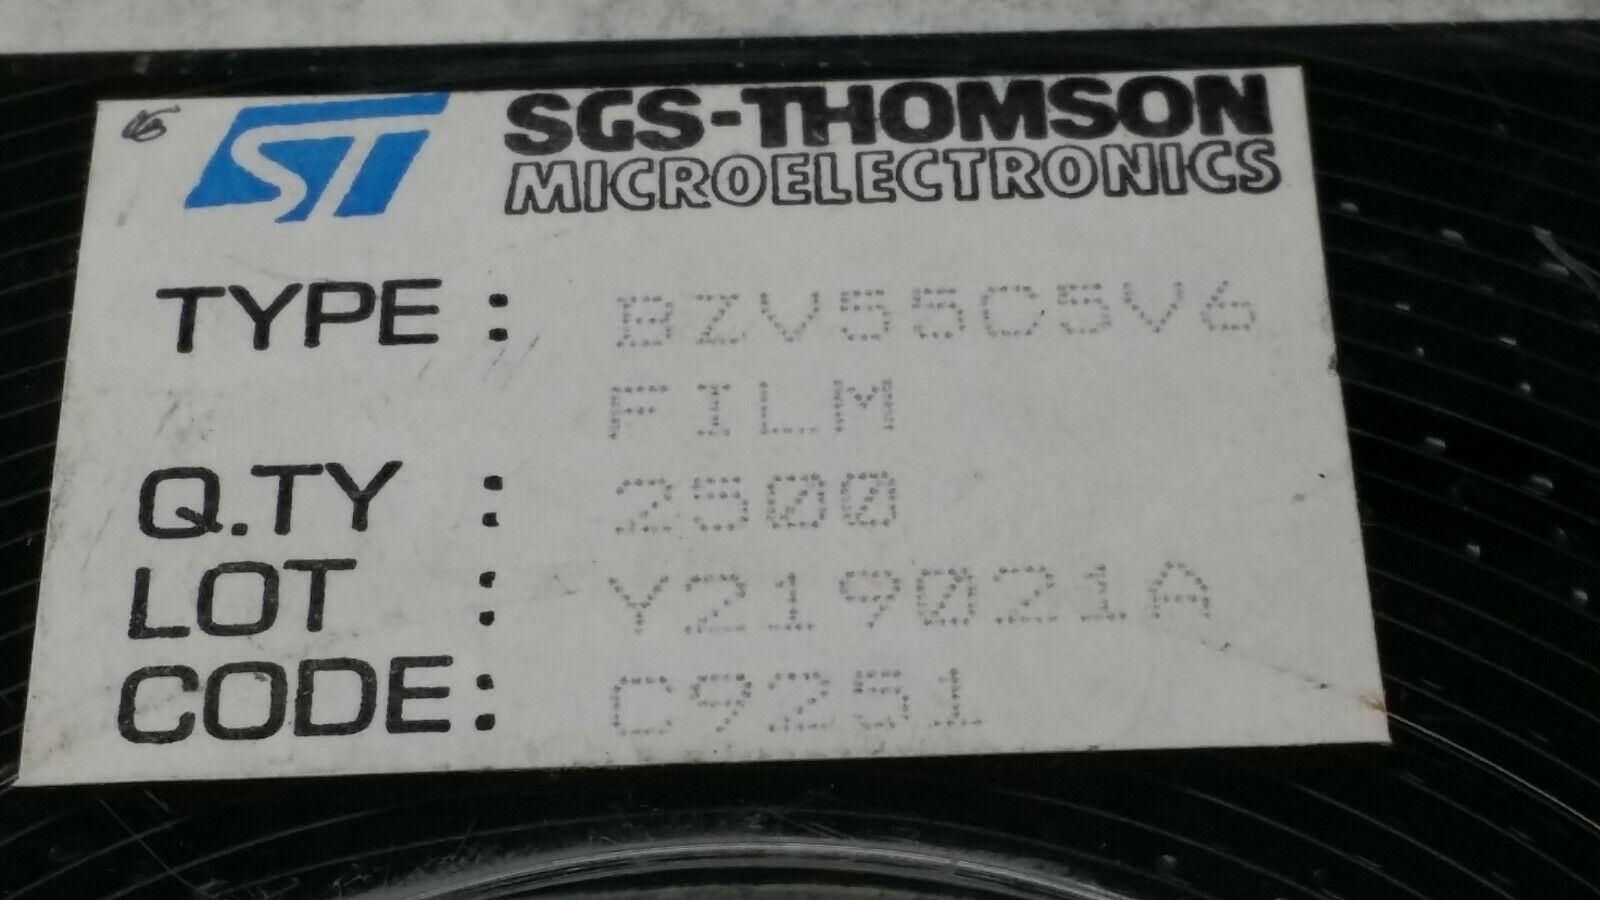 ST SGS-THOMSON
MICROELECTRONICS
TYPE : BZV55C5V6
FILM
Q.TY : 2500
LOT : Y219021A
CODE : C9251